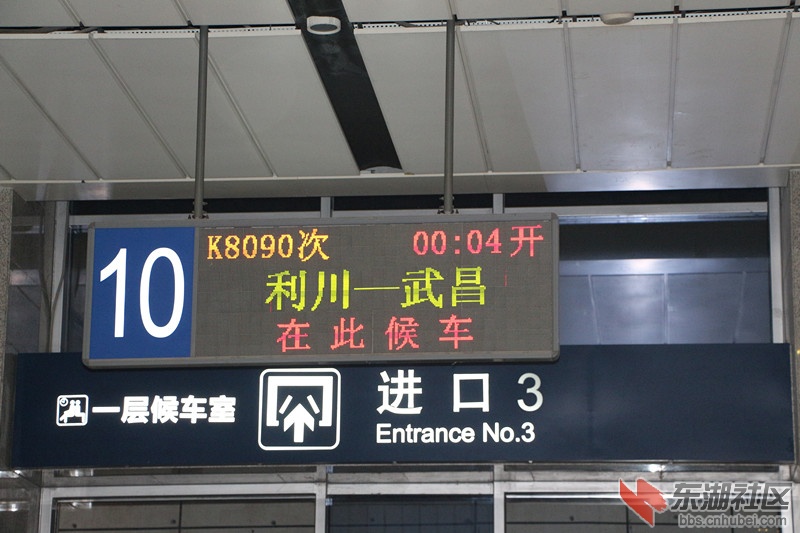 10
K8090次 00:04开
利川—武昌
在此候车
一层候车室
进口 3
Entrance No.3
东湖社区
bbs.cnhubei.com